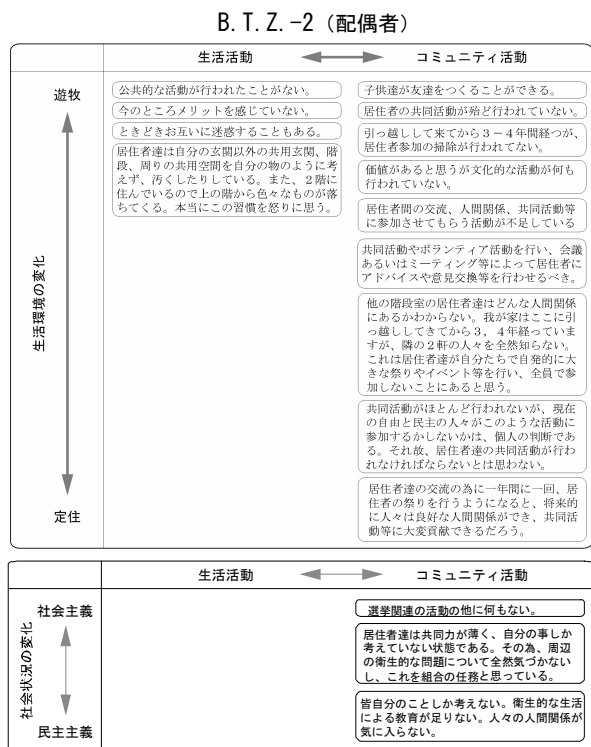 B.T.Z.-2（配偶者）
生活活動
コミュニティ活動
生活環境の変化
遊牧
定住
公共的な活動が行われたことがない。
今のところメリットを感じていない。
ときどきお互いに迷惑することもある。
居住者達は自分の玄関以外の共用玄関、階
段、周りの共用空間を自分の物のように考
えず、汚くしたりしている。また、２階に
住んでいるので上の階から色々なものが落
ちてくる。本当にこの習慣を怒りに思う。
子供達が友達をつくることができる。
居住者の共同活動が殆ど行われていない。
引っ越しして来てから３－４年間経つが、
居住者参加の掃除が行われてない。
価値があると思うが文化的な活動が何も
行われていない。
居住者間の交流、人間関係、共同活動等
に参加させてもらう活動が不足している
共同活動やボランティア活動を行い、会議
あるいはミーティング等によって居住者に
アドバイスや意見交換等を行わせるべき。
他の階段室の居住者達はどんな人間関係
にあるかわからない。我が家はここに引
っ越ししてきてから３，４年経っていま
すが、隣の２軒の人々を全然知らない。
これは居住者達が自分たちで自発的に大
きな祭りやイベント等を行い、全員で参
加しないことにあると思う。
共同活動がほとんど行われないが、現在
の自由と民主の人々がこのような活動に
参加するかしないかは、個人の判断であ
る。それ故、居住者達の共同活動が行わ
れなければならないとは思わない。
居住者達の交流の為に一年間に一回、居
住者の祭りを行うようになると、将来的
に人々は良好な人間関係ができ、共同活
動等に大変貢献できるだろう。
生活活動
コミュニティ活動
社会状況の変化
社会主義
民主主義
選挙関連の活動の他に何もない。
居住者達は共同力が薄く、自分の事しか
考えていない状態である。その為、周辺
の衛生的な問題について全然気づかない
し、これを組合の任務と思っている。
皆自分のことしか考えない。衛生的な生活
による教育が足りない。人々の人間関係が
気に入らない。